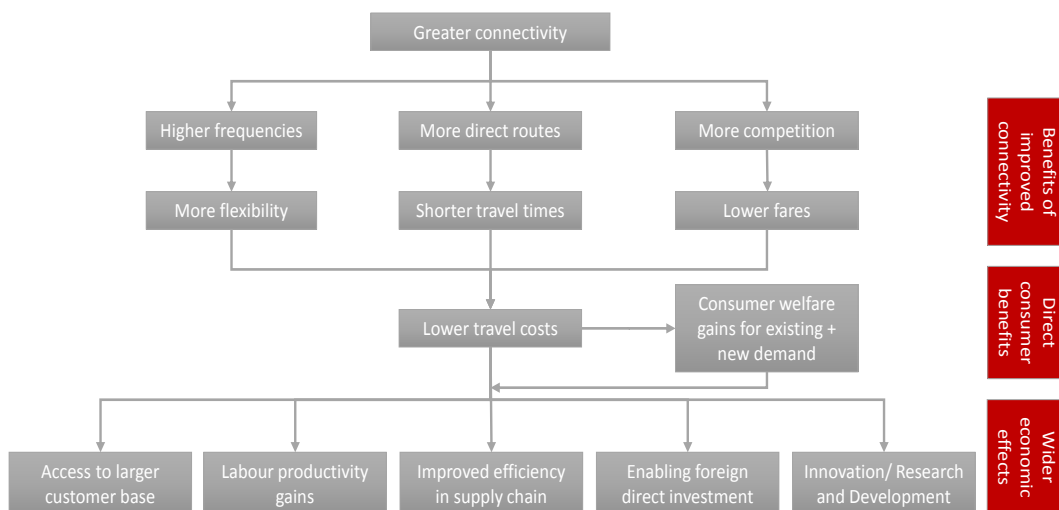 Greater connectivity
Higher frequencies
More direct routes
More competition
More flexibility
Shorter travel times
Lower fares
Benefits of
improved
connectivity
Lower travel costs
Consumer welfare
gains for existing +
new demand
Direct
consumer
benefits
Access to larger
customer base
Labour productivity
gains
Improved efficiency
in supply chain
Enabling foreign
direct investment
Innovation/ Research
and Development
Wider
economic
effects